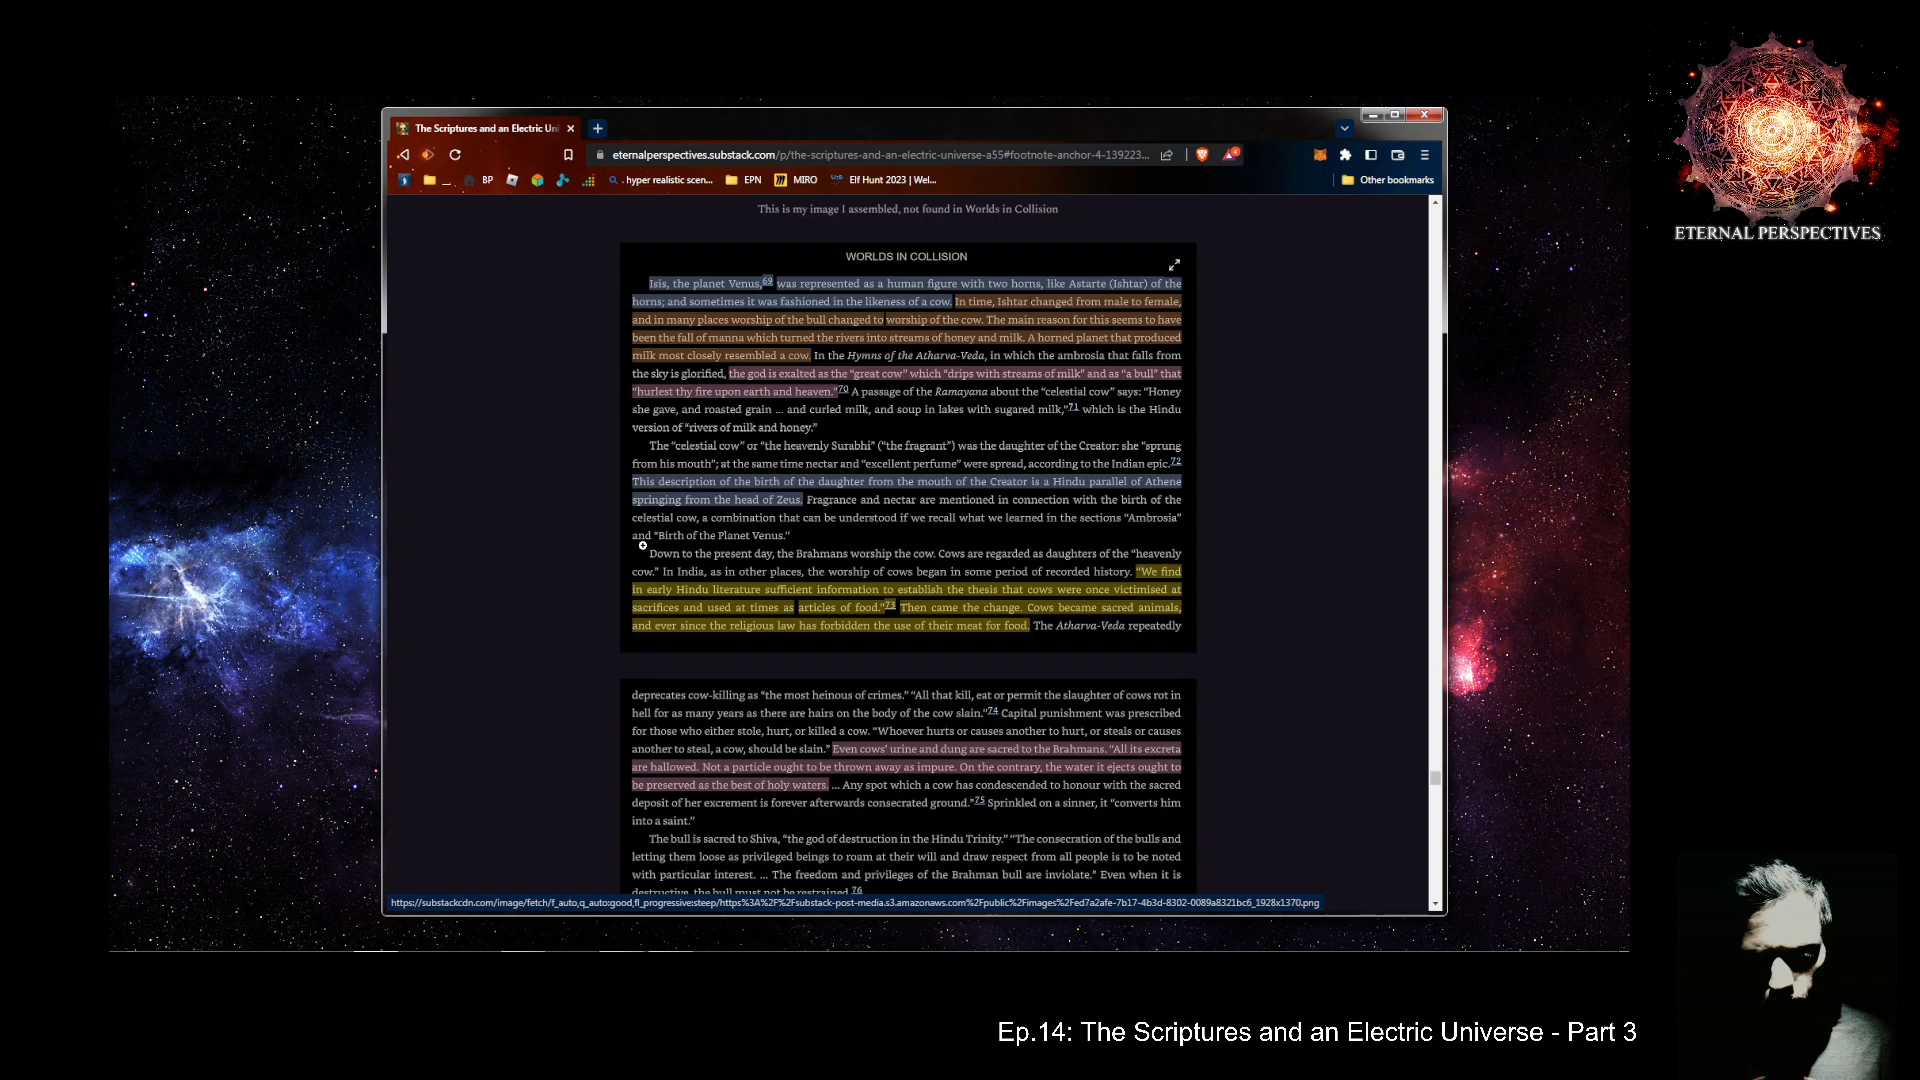 ETERNAL PERSPECTIVES
The Scriptures and an Electric Uni
eternalperspectives.substack.com/p/the-scriptures-and-an-electric-universe-a55#footnote-anchor-4-139223...
BP
. hyper realistic scen...
EPN
MIRO
Elf Hunt 2023 | Wel...
Other bookmarks
This is my image I assembled, not found in Worlds in Collision
WORLDS IN COLLISION
Isis, the planet Venus,69 was represented as a human figure with two horns, like Astarte (Ishtar) of the
horns; and sometimes it was fashioned in the likeness of a cow. In time, Ishtar changed from male to female,
and in many places worship of the bull changed to worship of the cow. The main reason for this seems to have
been the fall of manna which turned the rivers into streams of honey and milk. A horned planet that produced
milk most closely resembled a cow. In the Hymns of the Atharva-Veda, in which the ambrosia that falls from
the sky is glorified, the god is exalted as the “great cow” which “drips with streams of milk” and as “a bull” that
“hurlest thy fire upon earth and heaven.”70 A passage of the Ramayana about the “celestial cow” says: “Honey
she gave, and roasted grain ... and curled milk, and soup in lakes with sugared milk,”71 which is the Hindu
version of “rivers of milk and honey.”
The “celestial cow” or “the heavenly Surabhi” (“the fragrant”) was the daughter of the Creator: she “sprung
from his mouth”; at the same time nectar and “excellent perfume” were spread, according to the Indian epic.72
This description of the birth of the daughter from the mouth of the Creator is a Hindu parallel of Athene
springing from the head of Zeus. Fragrance and nectar are mentioned in connection with the birth of the
celestial cow, a combination that can be understood if we recall what we learned in the sections “Ambrosia”
and “Birth of the Planet Venus.”
Down to the present day, the Brahmans worship the cow. Cows are regarded as daughters of the “heavenly
cow.” In India, as in other places, the worship of cows began in some period of recorded history. “We find
in early Hindu literature sufficient information to establish the thesis that cows were once victimised at
sacrifices and used at times as articles of food.”73 Then came the change. Cows became sacred animals,
and ever since the religious law has forbidden the use of their meat for food. The Atharva-Veda repeatedly
deprecates cow-killing as “the most heinous of crimes.” “All that kill, eat or permit the slaughter of cows rot in
hell for as many years as there are hairs on the body of the cow slain.”74 Capital punishment was prescribed
for those who either stole, hurt, or killed a cow. “Whoever hurts or causes another to hurt, or steals or causes
another to steal, a cow, should be slain.” Even cows’ urine and dung are sacred to the Brahmans. “All its excreta
are hallowed. Not a particle ought to be thrown away as impure. On the contrary, the water it ejects ought to
be preserved as the best of holy waters. ... Any spot which a cow has condescended to honour with the sacred
deposit of her excrement is forever afterwards consecrated ground.”75 Sprinkled on a sinner, it “converts him
into a saint.”
The bull is sacred to Shiva, “the god of destruction in the Hindu Trinity.” “The consecration of the bulls and
letting them loose as privileged beings to roam at their will and draw respect from all people is to be noted
with particular interest. ... The freedom and privileges of the Brahman bull are inviolate.” Even when it is
destructive, the bull must not be restrained.76
https://substackcdn.com/image/fetch/f_auto,q_auto:good,fl_progressive:steep/https%3A%2F%2Fsubstack-post-media.s3.amazonaws.com%2Fpublic%2Fimages%2Fed7a2afe-7b17-4b3d-8302-0089a8321bc6_1928x1370.png
Ep.14: The Scriptures and an Electric Universe - Part 3